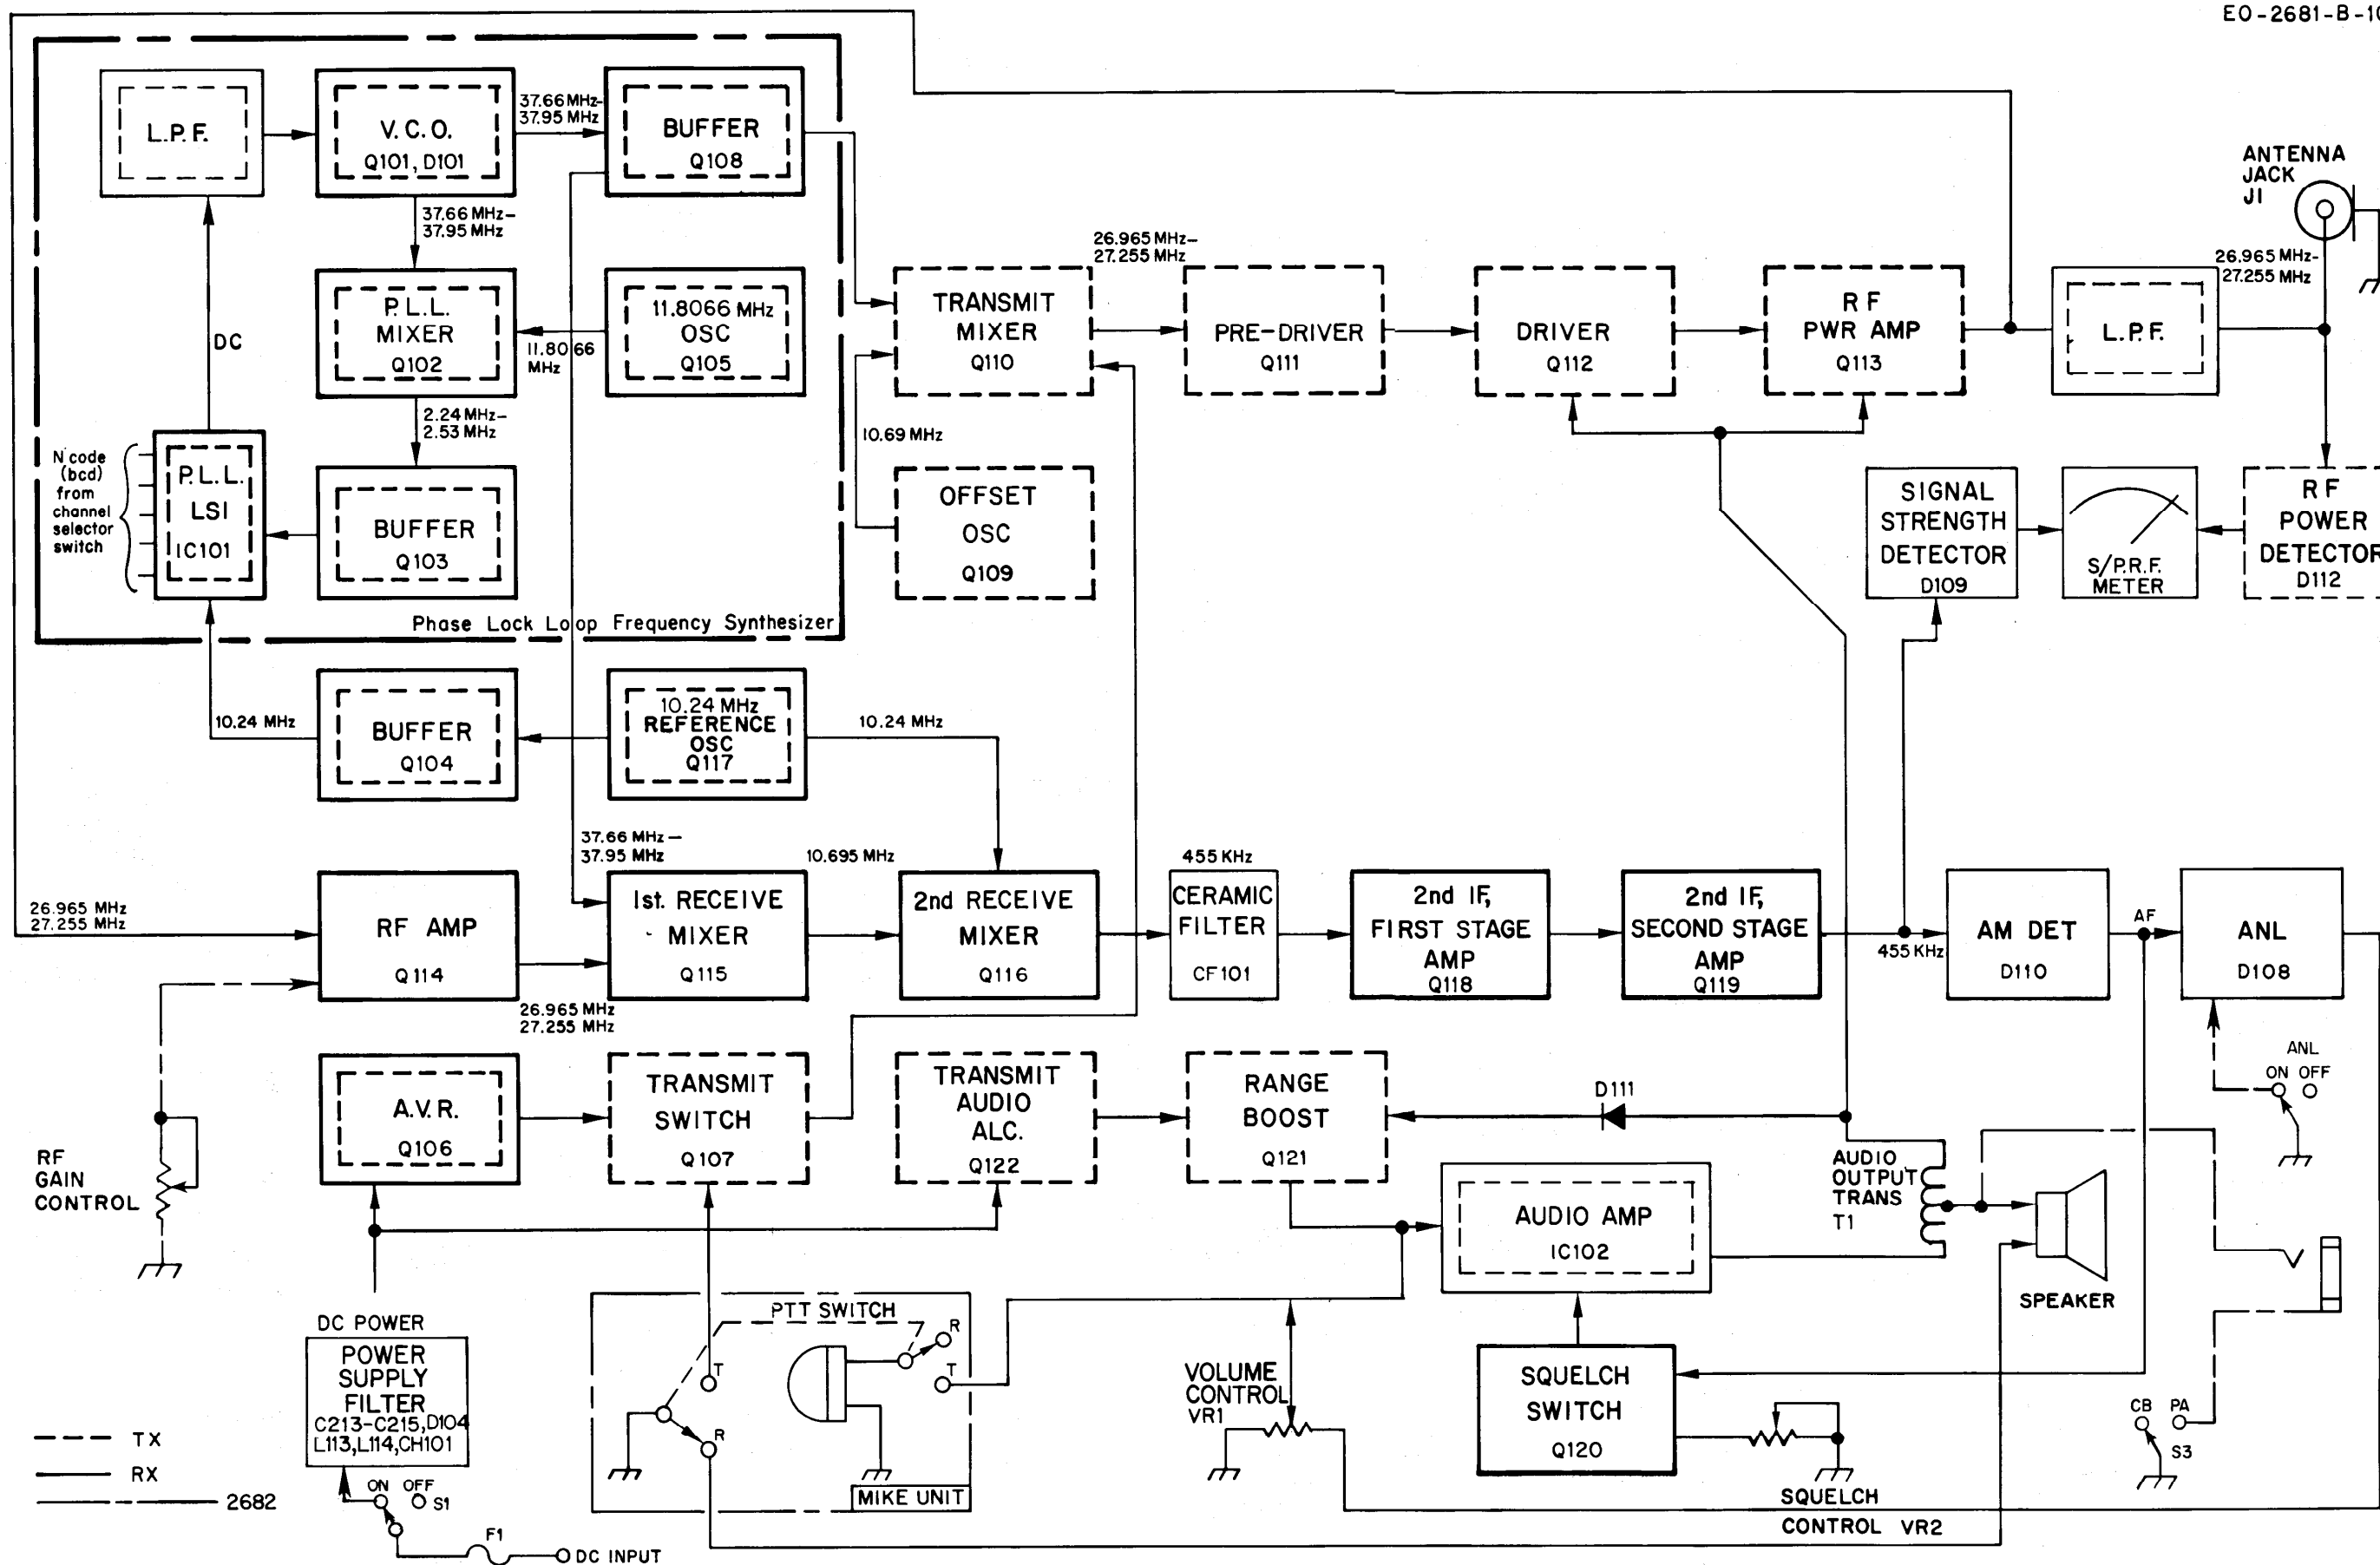 EO-2681-B-10
L.P.F.
V.C.O.
Q101, D101
37.66 MHz-
37.95 MHz
BUFFER
Q108
37.66 MHz-
37.95 MHz
P.L.L.
MIXER
Q102
11.8066 MHz
OSC
Q105
11.8066
MHz
DC
2.24 MHz-
2.53 MHz
N code
(bcd)
from
channel
selector
switch
P.L.L.
LSI
IC101
BUFFER
Q103
Phase Lock Loop Frequency Synthesizer
26.965 MHz-
27.255 MHz
TRANSMIT
MIXER
Q110
PRE-DRIVER
Q111
DRIVER
Q112
RF
PWR AMP
Q113
L.P.F.
ANTENNA
JACK
J1
26.965 MHz-
27.255 MHz
10.69 MHz
OFFSET
OSC
Q109
SIGNAL
STRENGTH
DETECTOR
D109
S/P.R.F.
METER
RF
POWER
DETECTOR
D112
10.24 MHz
BUFFER
Q104
10.24 MHz
REFERENCE
OSC
Q117
10.24 MHz
26.965 MHz
27.255 MHz
RF AMP
Q114
37.66 MHz-
37.95 MHz
1st. RECEIVE
MIXER
Q115
26.965 MHz
27.255 MHz
10.695 MHz
2nd RECEIVE
MIXER
Q116
455 KHz
CERAMIC
FILTER
CF101
2nd IF,
FIRST STAGE
AMP
Q118
2nd IF,
SECOND STAGE
AMP
Q119
455 KHz
AM DET
D110
AF
ANL
D108
ANL
ON OFF
A.V.R.
Q106
TRANSMIT
SWITCH
Q107
TRANSMIT
AUDIO
ALC.
Q122
RANGE
BOOST
Q121
D111
RF
GAIN
CONTROL
AUDIO AMP
IC102
AUDIO
OUTPUT
TRANS
T1
SPEAKER
DC POWER
POWER
SUPPLY
FILTER
C213-C215, D104
L113, L114, CH101
PTT SWITCH
R
T
T
R
MIKE UNIT
VOLUME
CONTROL
VR1
SQUELCH
SWITCH
Q120
SQUELCH
CONTROL VR2
CB PA
S3
TX
RX
2682
ON OFF
S1
F1
DC INPUT